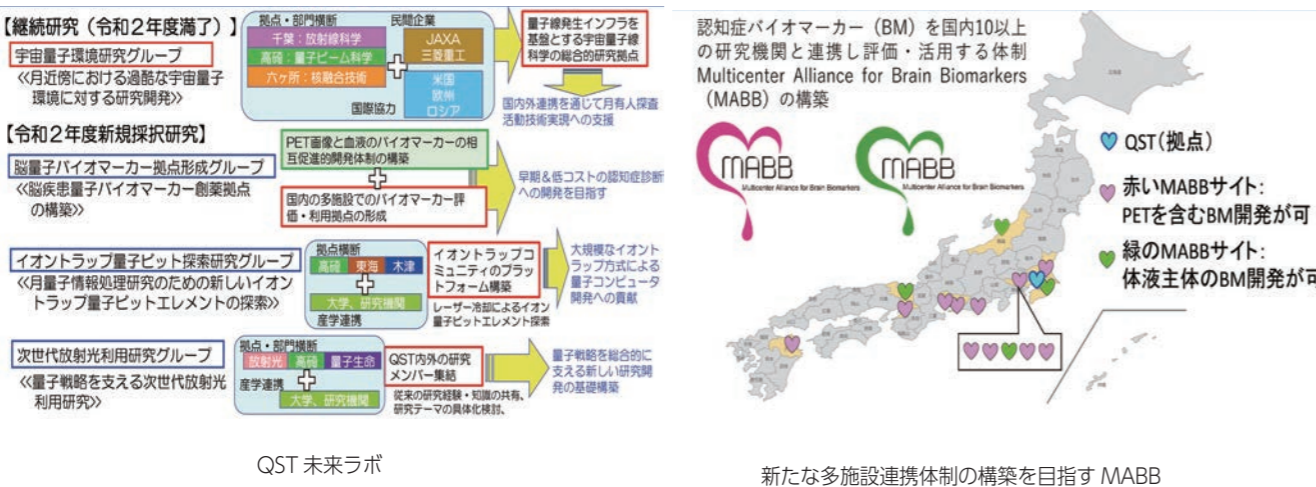 【継続研究（令和２年度満了）】
宇宙量子環境研究グループ
≪月近傍における過酷な宇宙量子
環境に対する研究開発≫
拠点・部門横断
千葉：放射線科学
高碕：量子ビーム科学
六ヶ所：核融合技術
民間企業
JAXA
三菱重工
米国
欧州
ロシア
国際協力
量子線発生インフラを
基盤とする宇宙量子線
科学の総合的研究拠点
国内外連携を通じて月有人探査
活動技術実現への支援
【令和２年度新規採択研究】
脳量子バイオマーカー拠点形成グループ
≪脳疾患量子バイオマーカー創薬拠点
の構築≫
PET画像と血液のバイオマーカーの相
互促進的開発体制の構築
国内の多施設でのバイオマーカー評
価・利用拠点の形成
早期＆低コストの認知症診断
への開発を目指す
イオントラップ量子ビット探索研究グループ
≪月量子情報処理研究のための新しいイオン
トラップ量子ビットエレメントの探索≫
拠点横断
高碕
東海
木津
大学、研究機関
産学連携
イオントラップコ
ミュニティのプラッ
トフォーム構築
レーザー冷却によるイオン
量子ビットエレメント探索
大規模なイオント
ラップ方式による
量子コンピュータ
開発への貢献
次世代放射光利用研究グループ
≪量子戦略を支える次世代放射光
利用研究≫
拠点・部門横断
放射光
高碕
量子生命
産学連携
大学、研究機関
QST内外の研究
メンバー集結
従来の研究経験・知識の共有、
研究テーマの具体化検討、
量子戦略を総合的に
支える新しい研究開
発の基礎構築
QST 未来ラボ
認知症バイオマーカー（BM）を国内10以上
の研究機関と連携し評価・活用する体制
Multicenter Alliance for Brain Biomarkers
（MABB）の構築
MABB
Multicenter Alliance for Brain Biomarkers
MABB
Multicenter Alliance for Brain Biomarkers
QST(拠点)
赤いMABBサイト：
PETを含むBM開発が可
緑のMABBサイト：
体液主体のBM開発が可
新たな多施設連携体制の構築を目指す MABB